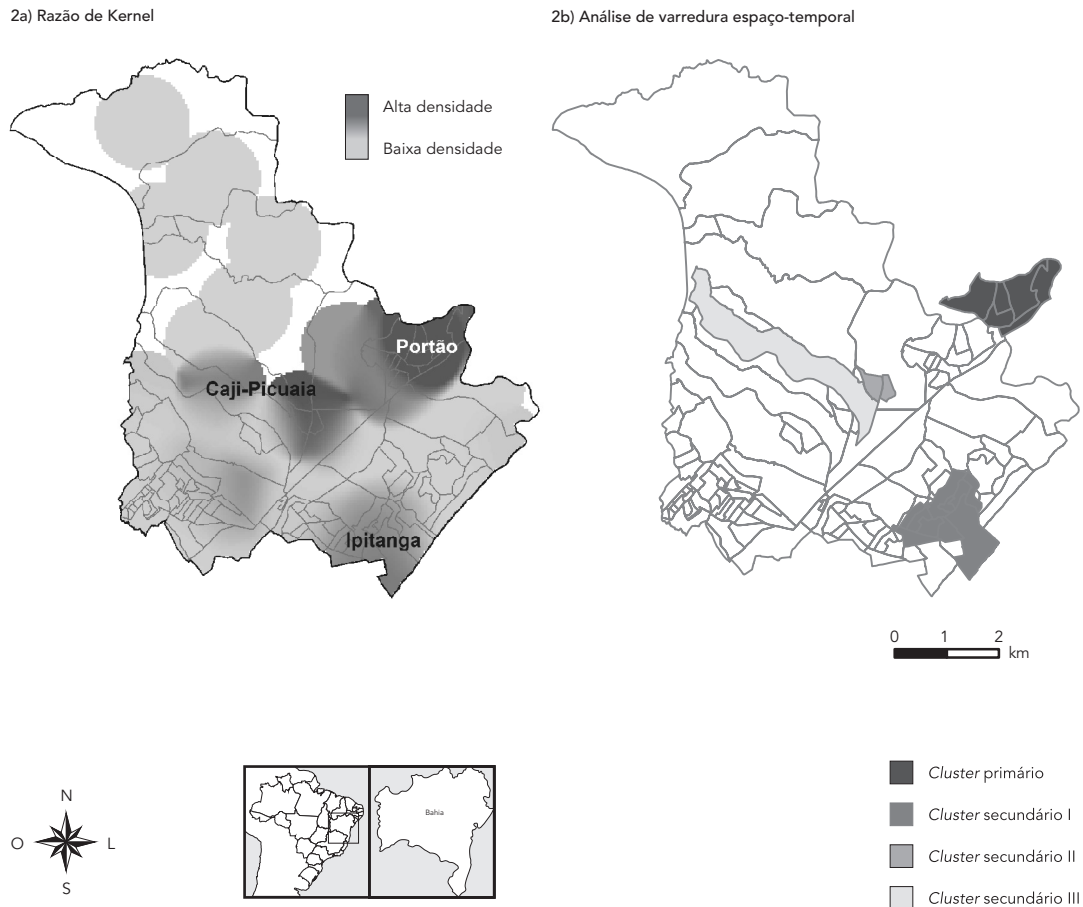 2a) Razão de Kernel
2b) Análise de varredura espaço-temporal
Alta densidade
Baixa densidade
Portão
Caji-Picuaia
Ipitanga
0 1 2
km
N
O L
S
Bahia
Cluster primário
Cluster secundário I
Cluster secundário II
Cluster secundário III